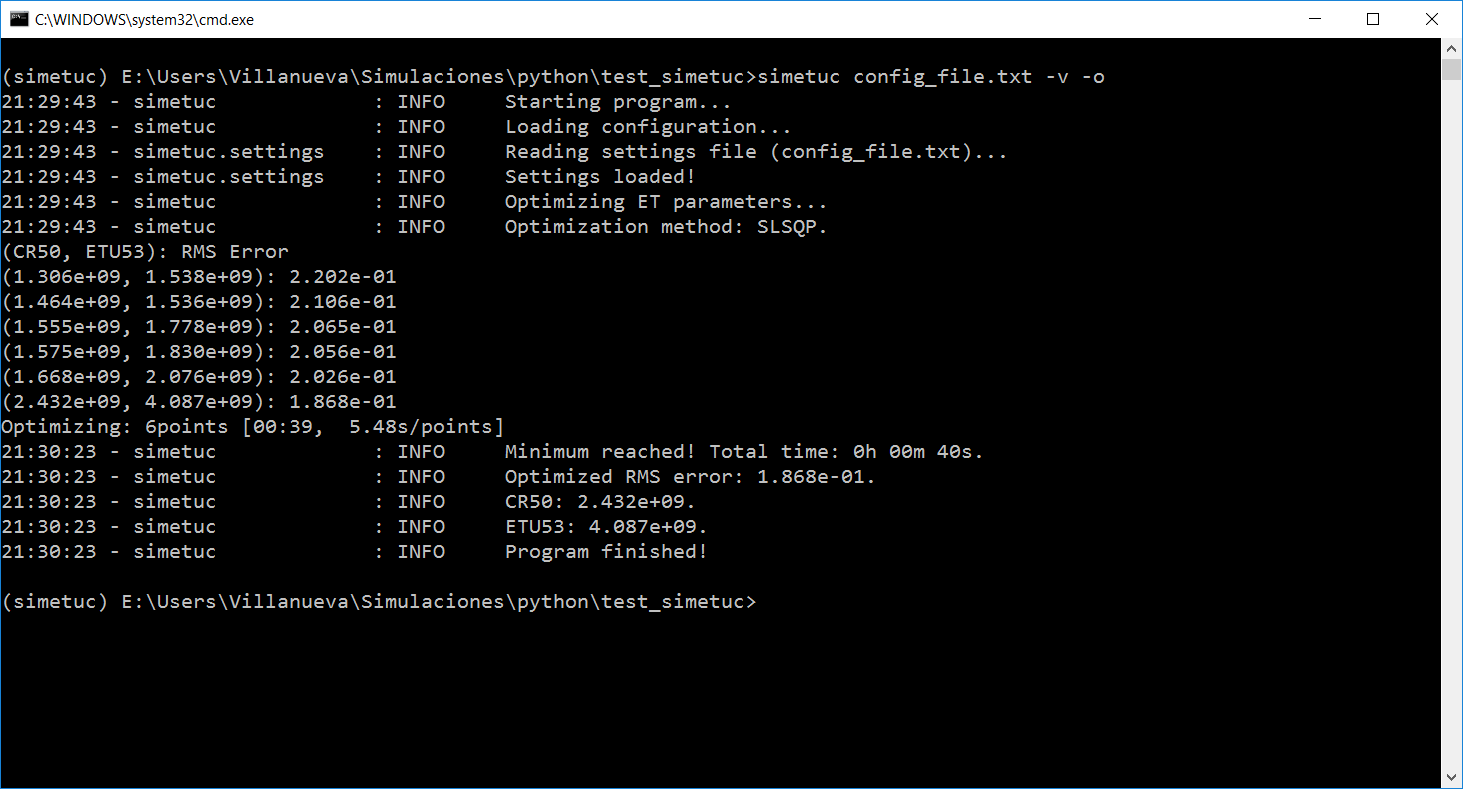 C:\WINDOWS\system32\cmd.exe
(simetuc) E:\Users\Villanueva\Simulaciones\python\test_simetuc>simetuc config_file.txt -v -o
21:29:43 - simetuc             : INFO     Starting program...
21:29:43 - simetuc             : INFO     Loading configuration...
21:29:43 - simetuc.settings    : INFO     Reading settings file (config_file.txt)...
21:29:43 - simetuc.settings    : INFO     Settings loaded!
21:29:43 - simetuc             : INFO     Optimizing ET parameters...
21:29:43 - simetuc             : INFO     Optimization method: SLSQP.
(CR50, ETU53): RMS Error
(1.306e+09, 1.538e+09): 2.202e-01
(1.464e+09, 1.536e+09): 2.106e-01
(1.555e+09, 1.778e+09): 2.065e-01
(1.575e+09, 1.830e+09): 2.056e-01
(1.668e+09, 2.076e+09): 2.026e-01
(2.432e+09, 4.087e+09): 1.868e-01
Optimizing: 6points [00:39,  5.48s/points]
21:30:23 - simetuc             : INFO     Minimum reached! Total time: 0h 00m 40s.
21:30:23 - simetuc             : INFO     Optimized RMS error: 1.868e-01.
21:30:23 - simetuc             : INFO     CR50: 2.432e+09.
21:30:23 - simetuc             : INFO     ETU53: 4.087e+09.
21:30:23 - simetuc             : INFO     Program finished!
(simetuc) E:\Users\Villanueva\Simulaciones\python\test_simetuc>